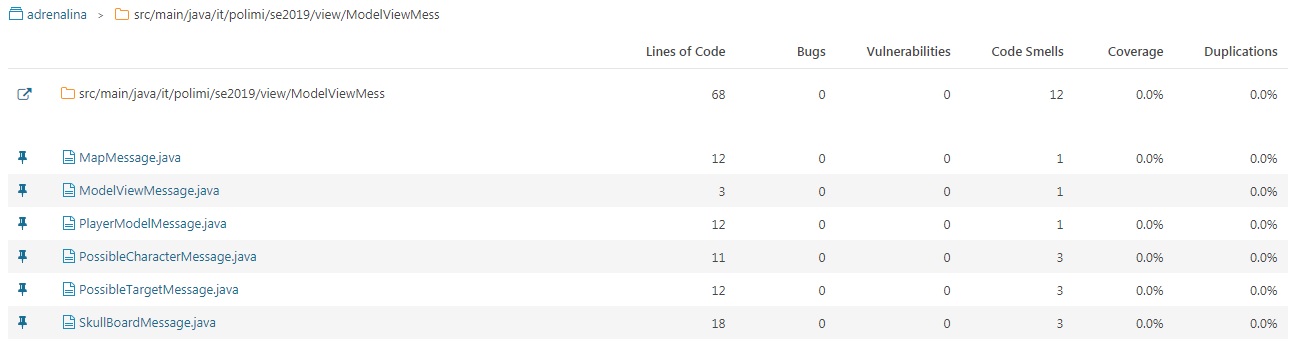 adrenalina > src/main/java/it/polimi/se2019/view/ModelViewMess
Lines of Code Bugs Vulnerabilities Code Smells Coverage Duplications
src/main/java/it/polimi/se2019/view/ModelViewMess 68 0 0 12 0.0% 0.0%
MapMessage.java 12 0 0 1 0.0% 0.0%
ModelViewMessage.java 3 0 0 1 0.0%
PlayerModelMessage.java 12 0 0 1 0.0% 0.0%
PossibleCharacterMessage.java 11 0 0 3 0.0% 0.0%
PossibleTargetMessage.java 12 0 0 3 0.0% 0.0%
SkullBoardMessage.java 18 0 0 3 0.0% 0.0%